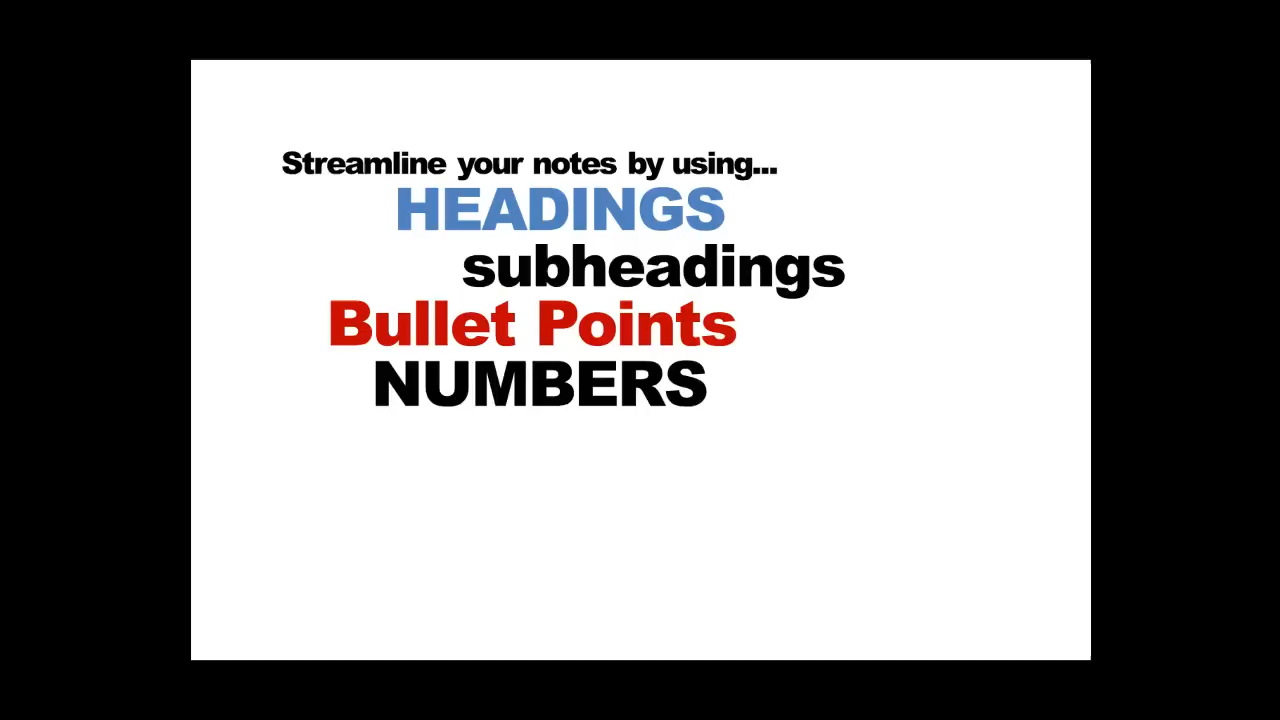 Streamline your notes by using...
HEADINGS
subheadings
Bullet Points
NUMBERS